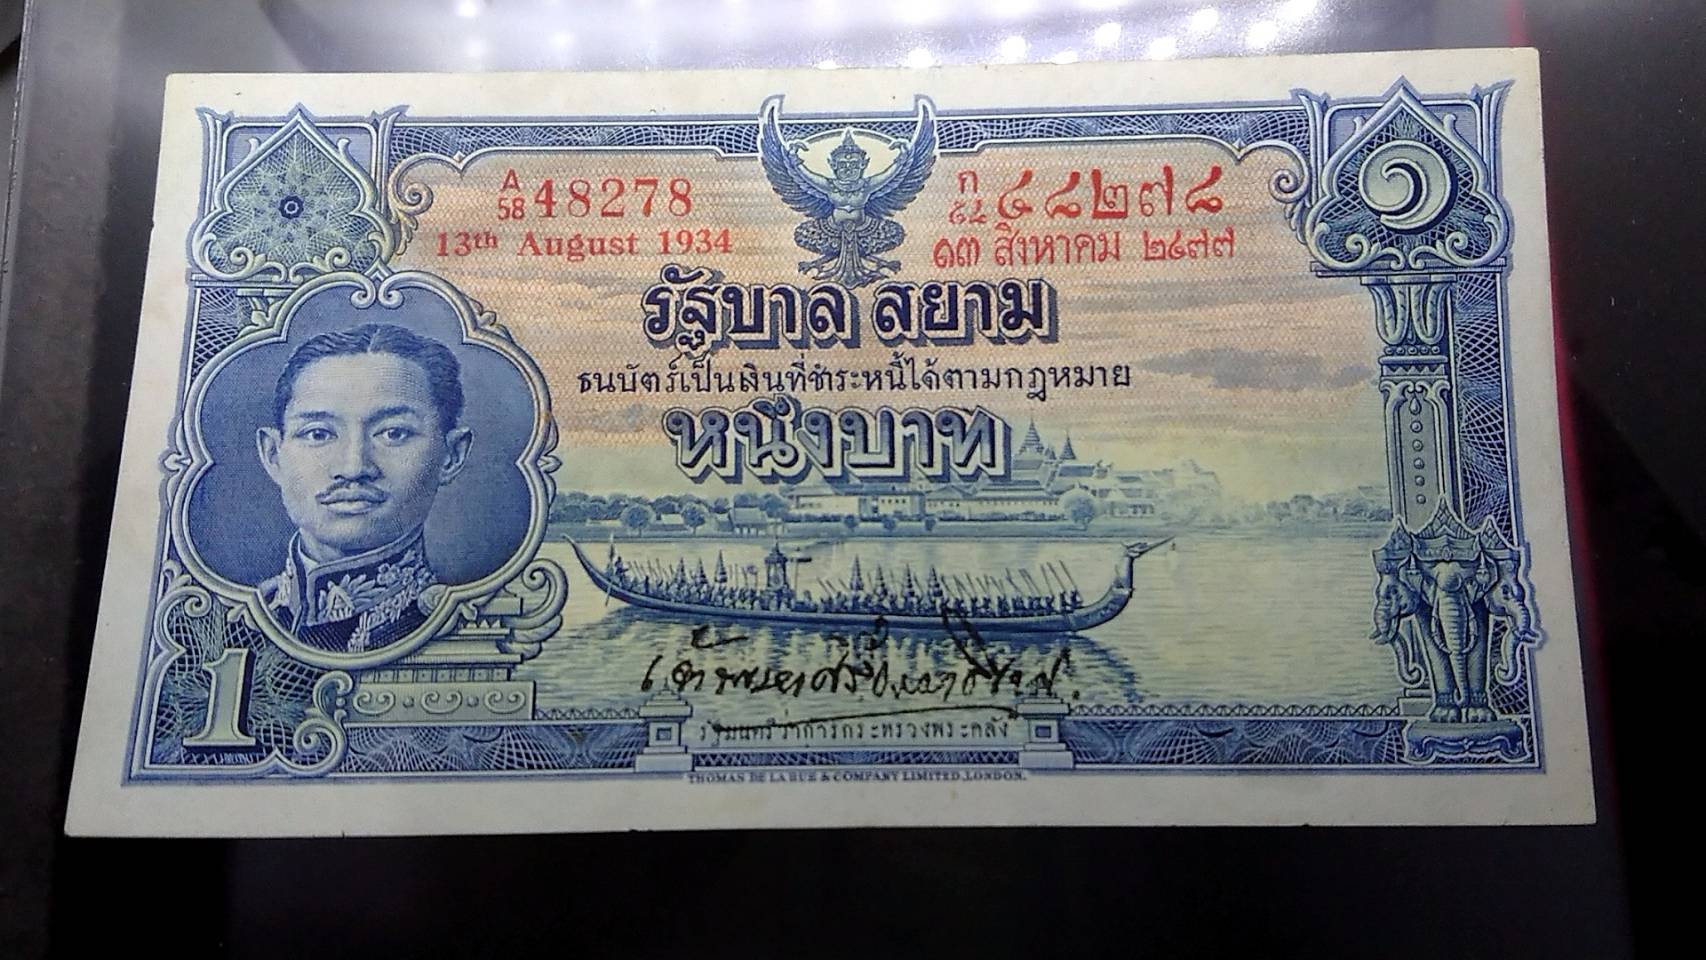 ๑
A
58 48278
ก
๕๘ ๔๘๒๗๘
13th August 1934
๑๓ สิงหาคม ๒๔๗๗
รัฐบาล สยาม
ธนบัตร์เป็นเงินที่ชำระหนี้ได้ตามกฎหมาย
หนึ่งบาท
1
รัฐมนตรีว่าการกระทรวงพระคลัง
THOMAS DE LA RUE & COMPANY LIMITED, LONDON.